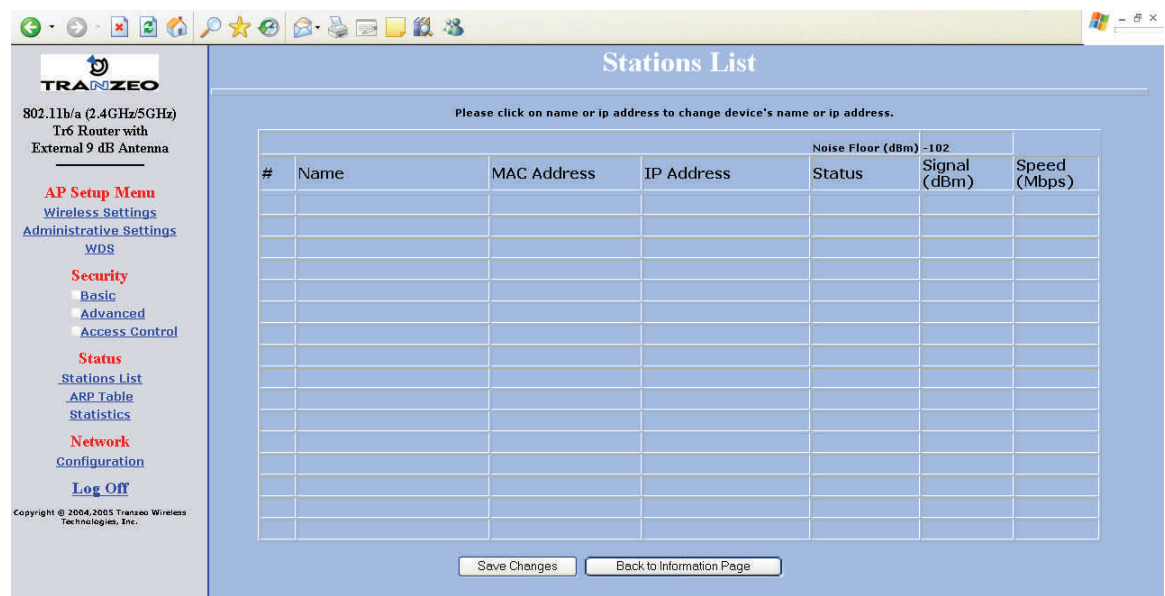 TRANZEO
802.11b/a (2.4GHz/5GHz)
Tr6 Router with
External 9 dB Antenna
AP Setup Menu
Wireless Settings
Administrative Settings
WDS
Security
Basic
Advanced
Access Control
Status
Stations List
ARP Table
Statistics
Network
Configuration
Log Off
Copyright © 2004,2005 Tranzeo Wireless
Technologies, Inc.
Stations List
Please click on name or ip address to change device's name or ip address.
Noise Floor (dBm) -102
# Name MAC Address IP Address Status Signal (dBm) Speed (Mbps)
Save Changes Back to Information Page